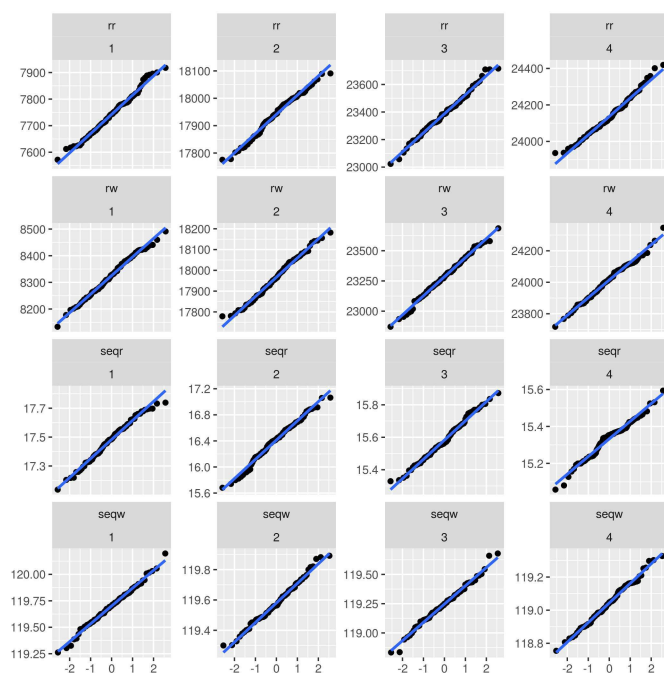 rr rr rr rr
1 2 3 4
7900 18100 23600 24400
7800 18000 23400 24200
7700 17900 23200 24000
7600 17800 23000
rw rw rw rw
1 2 3 4
8500 18200 23500 24200
8400 18100 23000 24000
8300 18000 23800
8200 17900
17800
seqr seqr seqr seqr
1 2 3 4
17.7 17.2 15.8 15.6
17.5 16.8 15.6 15.4
17.3 16.4 15.4 15.2
16.0
15.6
seqw seqw seqw seqw
1 2 3 4
120.00 119.8 119.50 119.2
119.75 119.6 119.25 119.0
119.50 119.4 119.00 118.8
119.25
-2 -1 0 1 2 -2 -1 0 1 2 -2 -1 0 1 2 -2 -1 0 1 2